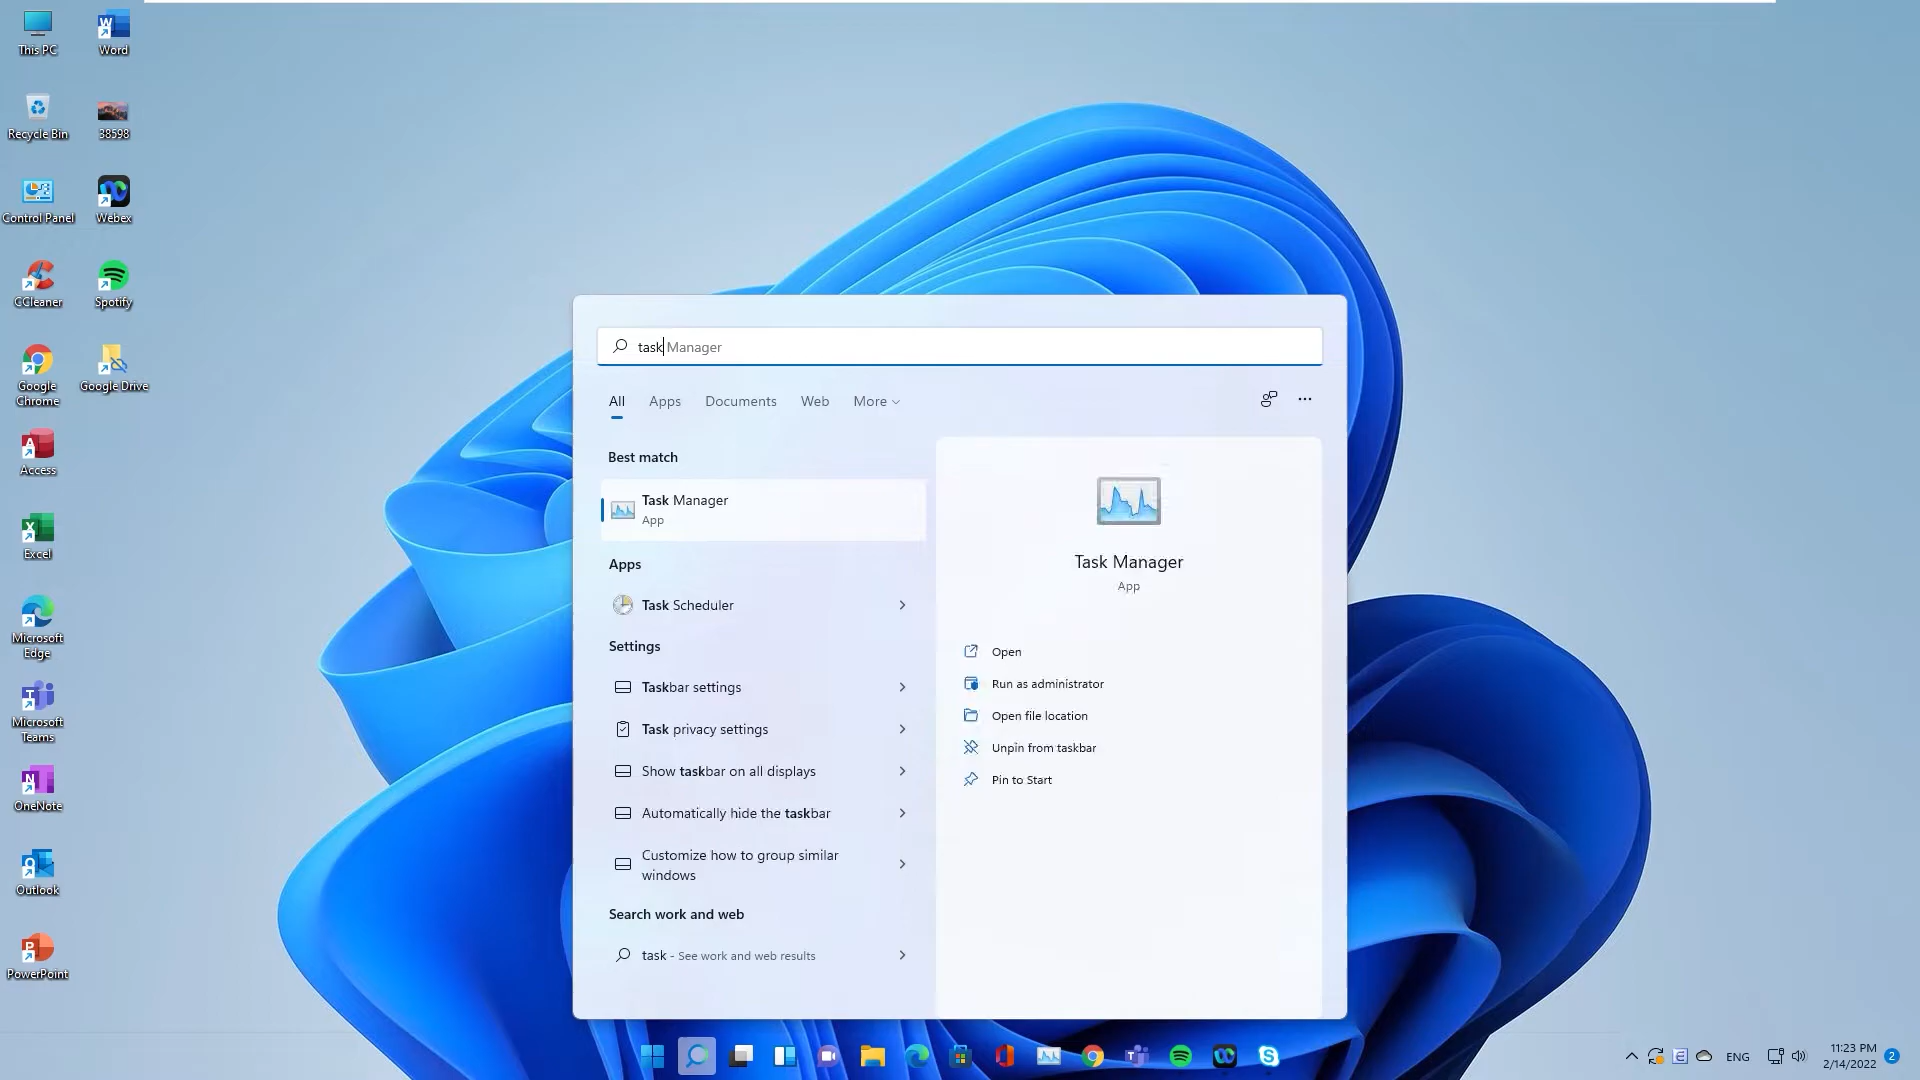 This PC
Word
Recycle Bin
38598
Control Panel
Webex
CCleaner
Spotify
Google
Chrome
Google Drive
Access
Excel
Microsoft
Edge
Microsoft
Teams
OneNote
Outlook
PowerPoint
task Manager
All Apps Documents Web More
Best match
Task Manager
App
Apps
Task Scheduler
Settings
Taskbar settings
Task privacy settings
Show taskbar on all displays
Automatically hide the taskbar
Customize how to group similar
windows
Search work and web
task - See work and web results
Task Manager
App
Open
Run as administrator
Open file location
Unpin from taskbar
Pin to Start
ENG
11:23 PM
2/14/2022
2